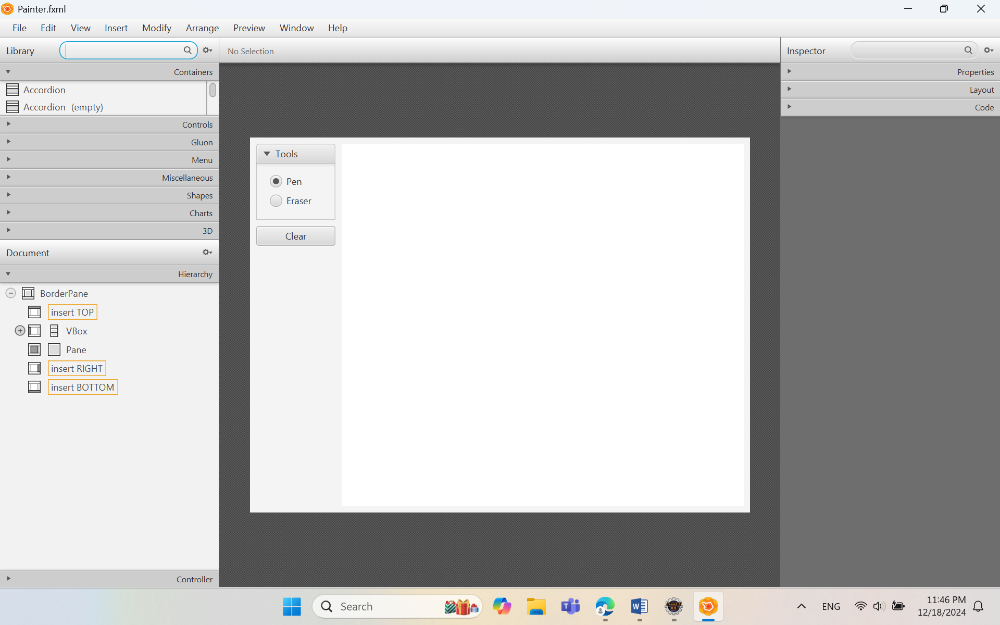 Painter.fxml
File Edit View Insert Modify Arrange Preview Window Help
Library
Containers
Accordion
Accordion (empty)
Controls
Gluon
Menu
Miscellaneous
Shapes
Charts
3D
Document
Hierarchy
BorderPane
insert TOP
VBox
Pane
insert RIGHT
insert BOTTOM
Controller
No Selection
Tools
Pen
Eraser
Clear
Inspector
Properties
Layout
Code
Search
ENG
11:46 PM
12/18/2024